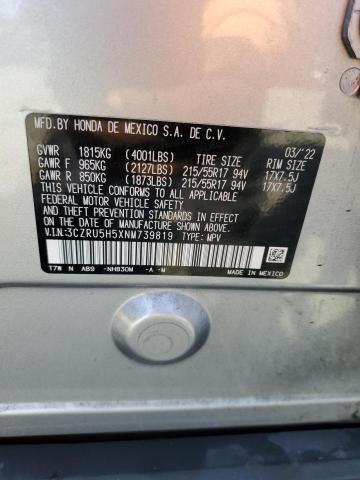 MFD. BY HONDA DE MEXICO S.A. DE C.V.
03/'22
GVWR 1815KG (4001LBS) TIRE SIZE RIM SIZE
GAWR F 965KG (2127LBS) 215/55R17 94V 17X7.5J
GAWR R 850KG (1873LBS) 215/55R17 94V 17X7.5J
THIS VEHICLE CONFORMS TO ALL APPLICABLE
FEDERAL MOTOR VEHICLE SAFETY AND THEFT PREVENTION
STANDARDS IN EFFECT ON THE DATE OF MANUFACTURE SHOWN ABOVE.
V.I.N:3CZRU5H5XNM739819 TYPE: MPV
T7W N AB9 -NH830M -A -M
MADE IN MEXICO